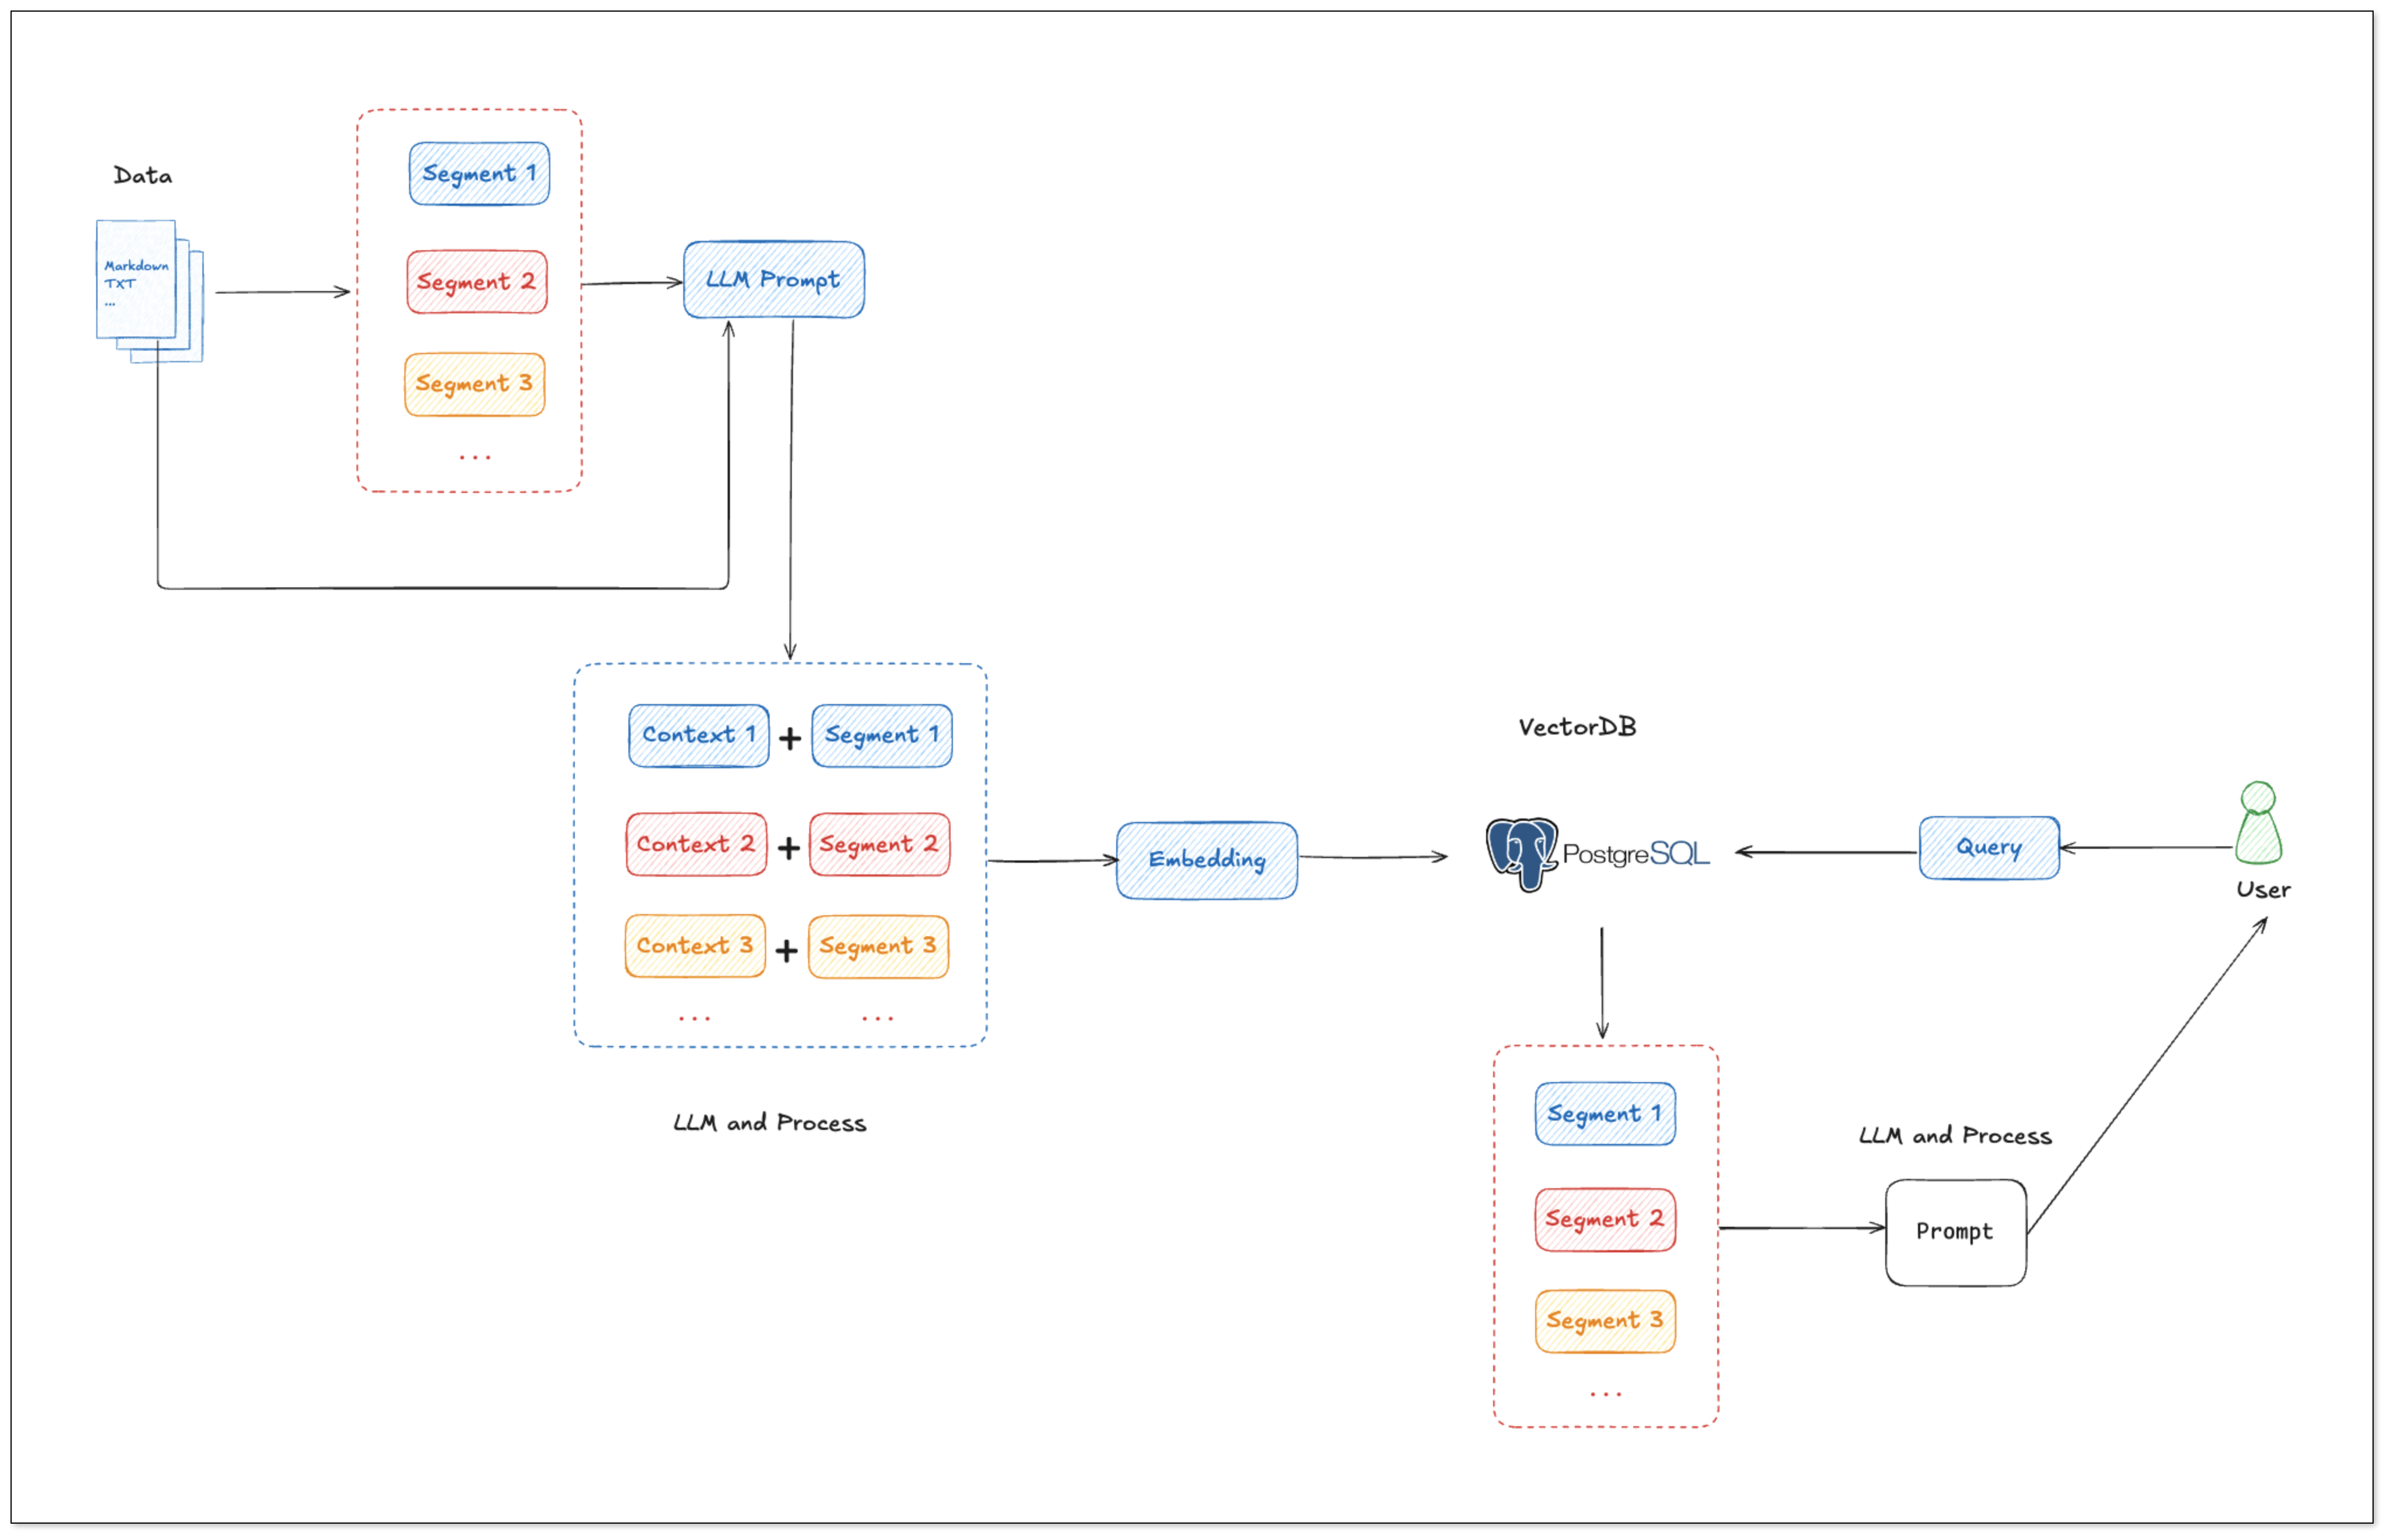 Data
Markdown
TXT
...
Segment 1
Segment 2
Segment 3
...
LLM Prompt
Context 1 + Segment 1
Context 2 + Segment 2
Context 3 + Segment 3
... ...
LLM and Process
Embedding
VectorDB
PostgreSQL
Query
User
Segment 1
Segment 2
Segment 3
...
LLM and Process
Prompt